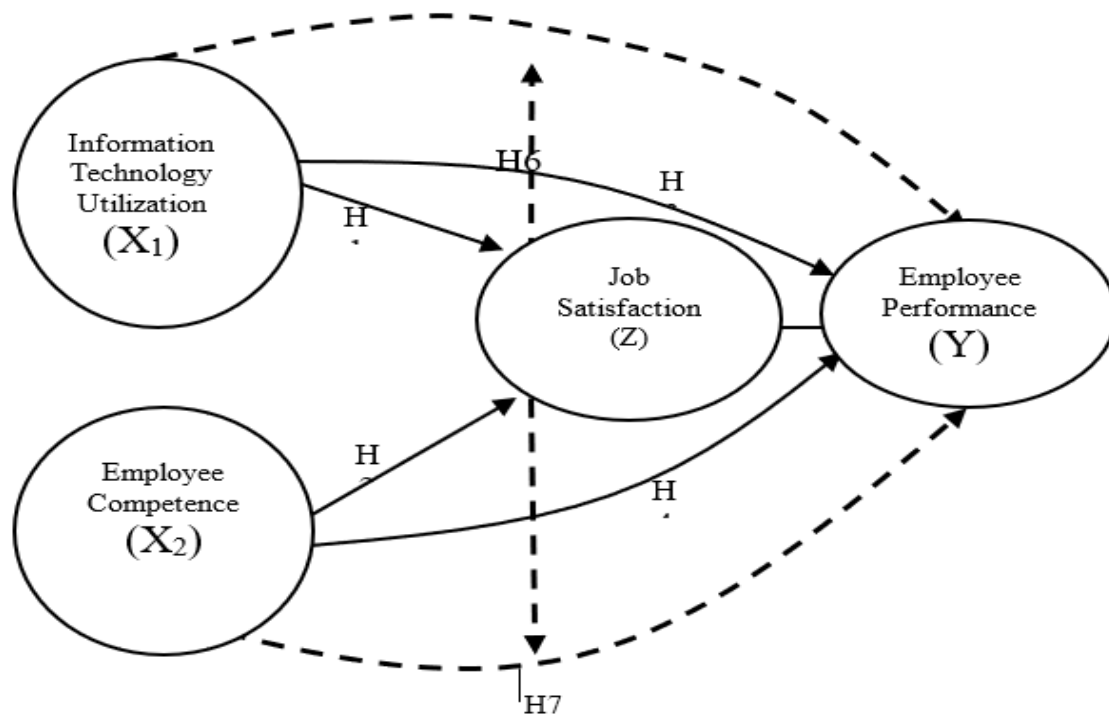 Information
Technology
Utilization
(X₁)
H6
H
H
Job
Satisfaction
(Z)
Employee
Performance
(Y)
Employee
Competence
(X₂)
H
H
H7